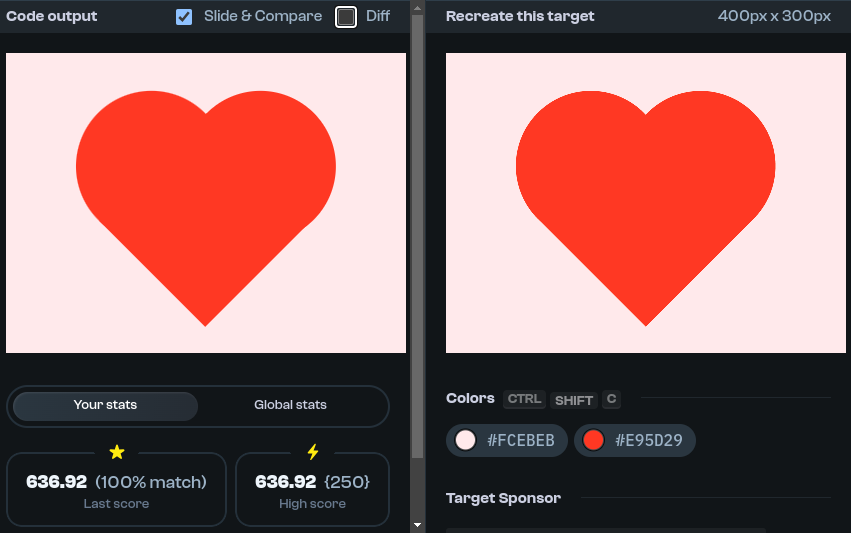 Code output
Slide & Compare
Diff
Recreate this target
400px x 300px
Your stats
Global stats
636.92 (100% match)
Last score
636.92 {250}
High score
Colors CTRL SHIFT C
#FCEBEB
#E95D29
Target Sponsor